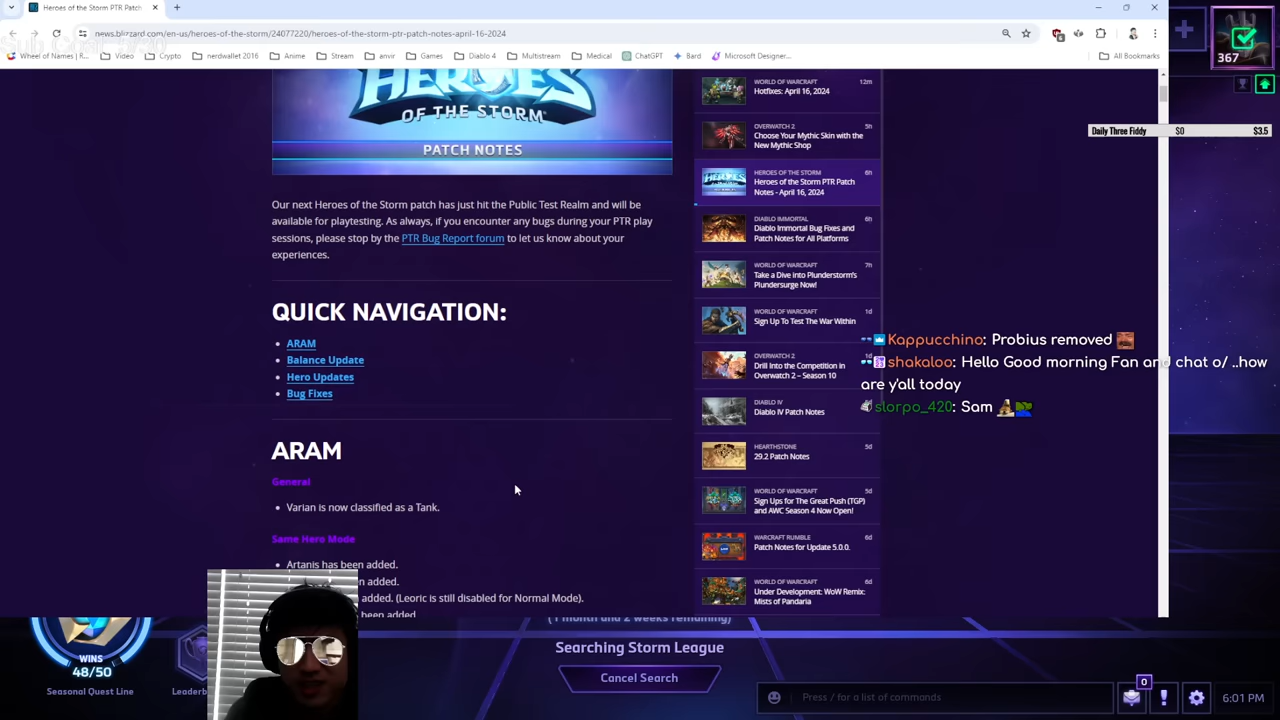 Heroes of the Storm PTR Patch
news.blizzard.com/en-us/heroes-of-the-storm/24077220/heroes-of-the-storm-ptr-patch-notes-april-16-2024
Wheel of Names | R...
Video
Crypto
nerdwallet 2016
Anime
Stream
anvir
Games
Diablo 4
Multistream
Medical
ChatGPT
Bard
Microsoft Designer...
All Bookmarks
367
Daily Three Fiddy $0 $3.5
HEROES
OF THE STORM
PATCH NOTES
Our next Heroes of the Storm patch has just hit the Public Test Realm and will be
available for playtesting. As always, if you encounter any bugs during your PTR play
sessions, please stop by the PTR Bug Report forum to let us know about your
experiences.
QUICK NAVIGATION:
ARAM
Balance Update
Hero Updates
Bug Fixes
ARAM
General
Varian is now classified as a Tank.
Same Hero Mode
Artanis has been added.
en added.
added. (Leoric is still disabled for Normal Mode).
been added
WORLD OF WARCRAFT 12m
Hotfixes: April 16, 2024
OVERWATCH 2 5h
Choose Your Mythic Skin with the
New Mythic Shop
HEROES OF THE STORM 6h
Heroes of the Storm PTR Patch
Notes - April 16, 2024
DIABLO IMMORTAL 6h
Diablo Immortal Bug Fixes and
Patch Notes for All Platforms
WORLD OF WARCRAFT 7h
Take a Dive into Plunderstorm's
Plundersurge Now!
WORLD OF WARCRAFT 1d
Sign Up To Test The War Within
OVERWATCH 2 5d
Drill Into the Competition in
Overwatch 2 – Season 10
DIABLO IV 5d
Diablo IV Patch Notes
HEARTHSTONE 5d
29.2 Patch Notes
WORLD OF WARCRAFT 5d
Sign Ups for The Great Push (TGP)
and AWC Season 4 Now Open!
WARCRAFT RUMBLE 6d
Patch Notes for Update 5.0.0.
WORLD OF WARCRAFT 6d
Under Development: WoW Remix:
Mists of Pandaria
Kappucchino: Probius removed
shakaloo: Hello Good morning Fan and chat o/ ..how
are y'all today
slorpo_420: Sam
(1 month and 2 weeks remaining)
Searching Storm League
Cancel Search
WINS
48/50
Seasonal Quest Line
Leaderb
Press / for a list of commands
0
6:01 PM